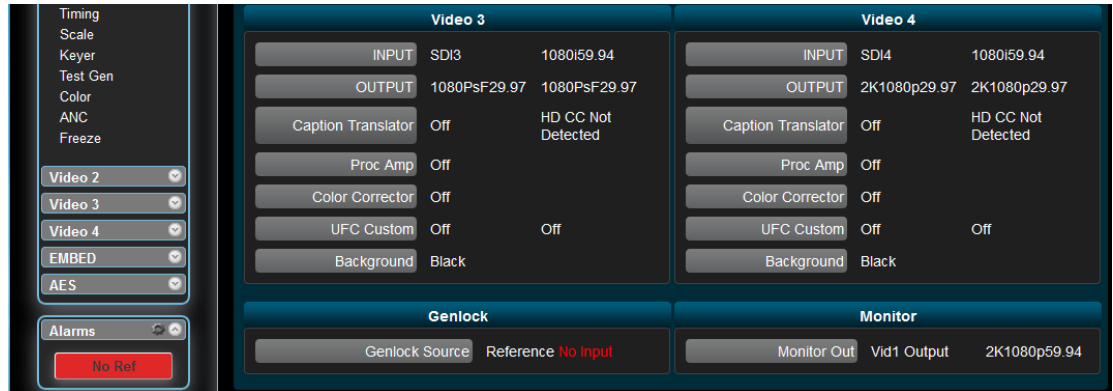 Timing
Scale
Keyer
Test Gen
Color
ANC
Freeze
Video 2
Video 3
Video 4
EMBED
AES
Alarms
No Ref
Video 3
INPUT SDI3 1080i59.94
OUTPUT 1080PsF29.97 1080PsF29.97
Caption Translator Off HD CC Not
Detected
Proc Amp Off
Color Corrector Off
UFC Custom Off Off
Background Black
Video 4
INPUT SDI4 1080i59.94
OUTPUT 2K1080p29.97 2K1080p29.97
Caption Translator Off HD CC Not
Detected
Proc Amp Off
Color Corrector Off
UFC Custom Off Off
Background Black
Genlock
Genlock Source Reference No Input
Monitor
Monitor Out Vid1 Output 2K1080p59.94